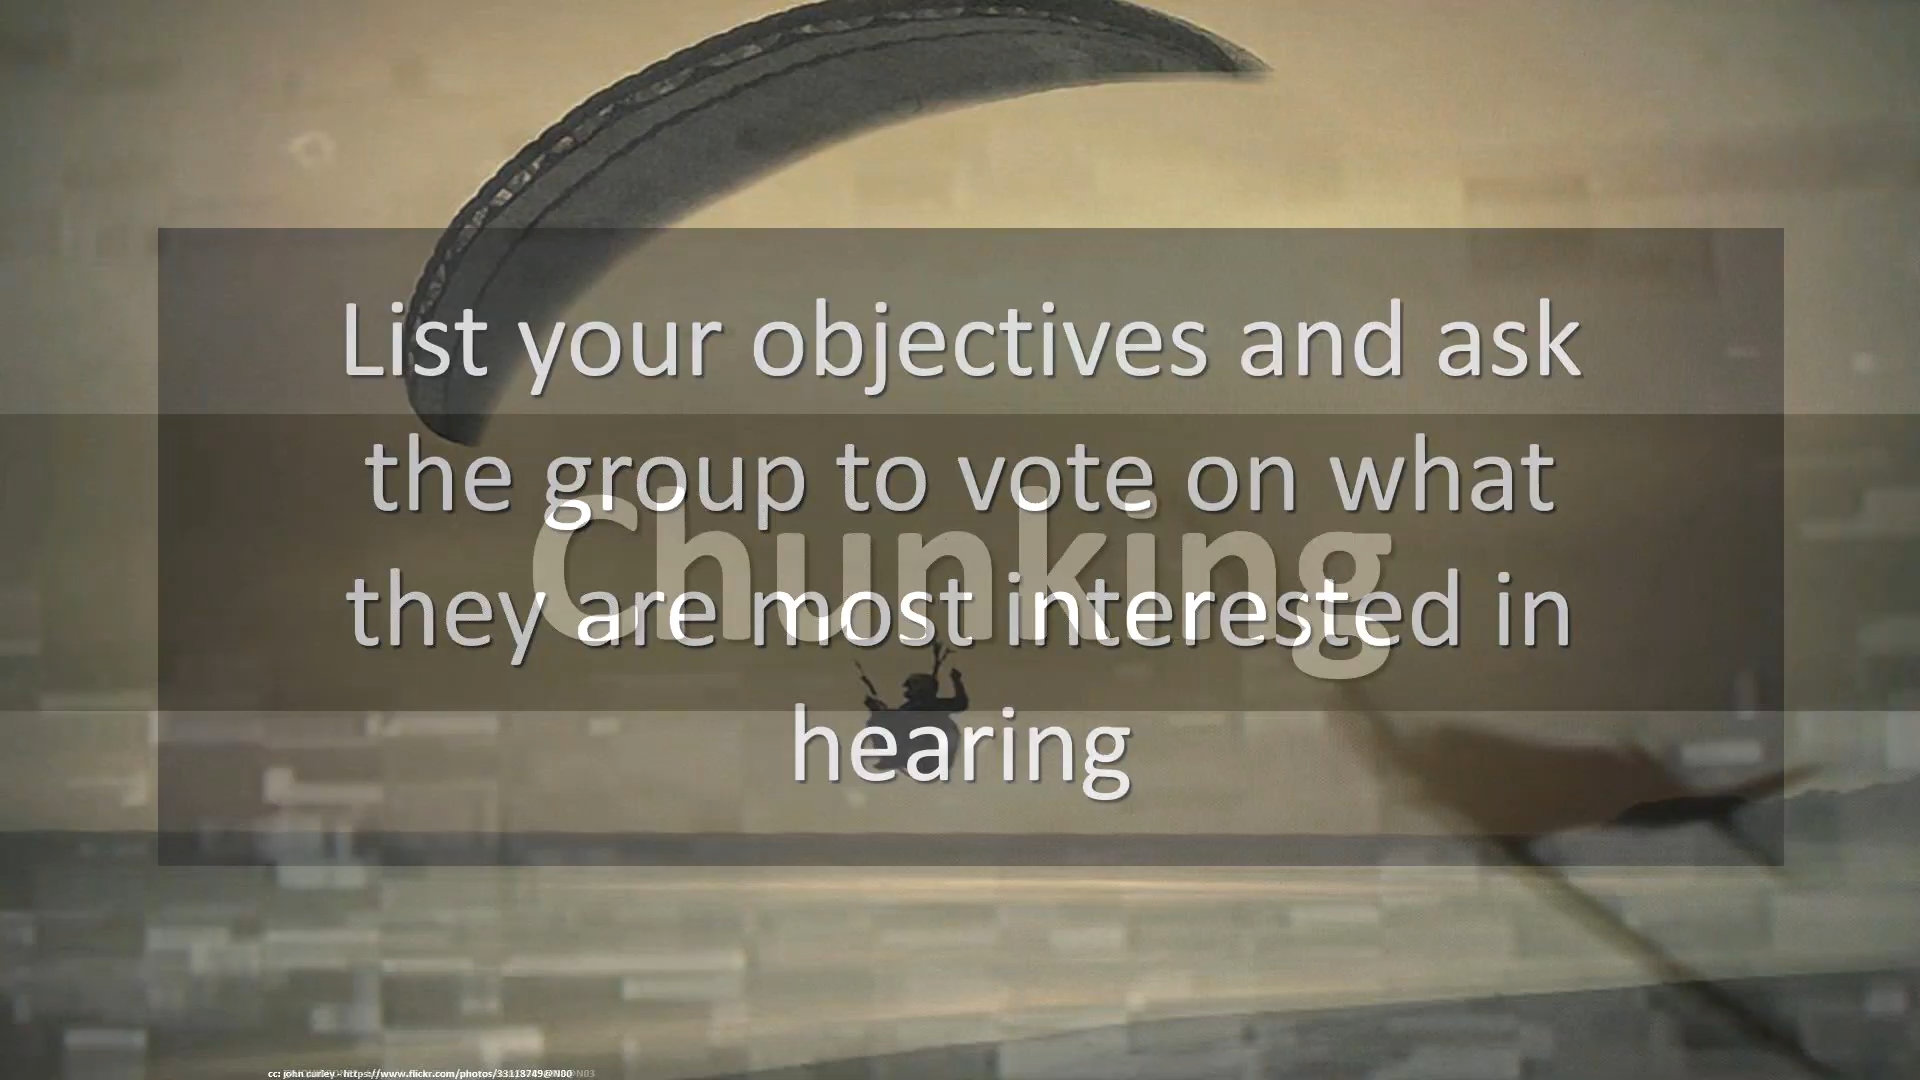 List your objectives and ask
the group to vote on what
Chunking
they are most interested in
hearing
cc: john curley - https://www.flickr.com/photos/33118749@N00